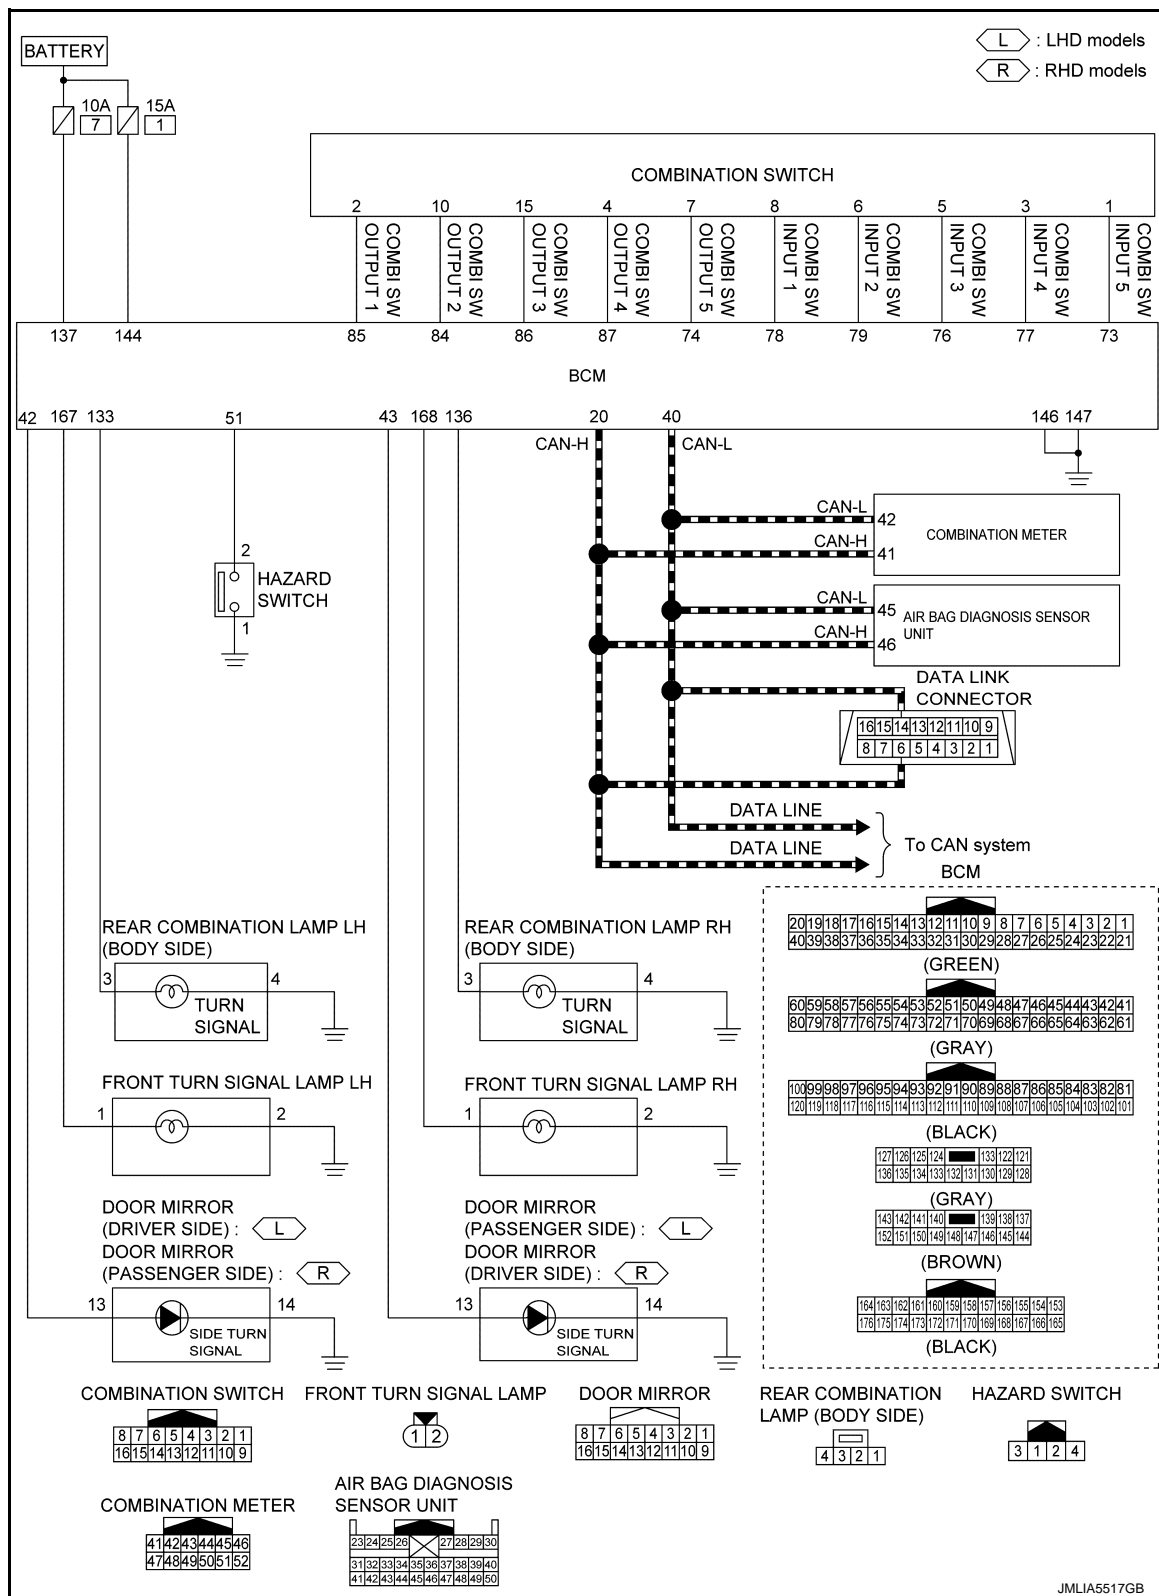 BATTERY
L : LHD models
R : RHD models
10A 15A
7 1
COMBINATION SWITCH
2 10 15 4 7 8 6 5 3 1
COMBI SW OUTPUT 1
COMBI SW OUTPUT 2
COMBI SW OUTPUT 3
COMBI SW OUTPUT 4
COMBI SW OUTPUT 5
COMBI SW INPUT 1
COMBI SW INPUT 2
COMBI SW INPUT 3
COMBI SW INPUT 4
COMBI SW INPUT 5
137 144 85 84 86 87 74 78 79 76 77 73
BCM
42 167 133 51 43 168 136 20 40 146 147
CAN-H CAN-L
CAN-L 42
COMBINATION METER
CAN-H 41
2
HAZARD
SWITCH
1
CAN-L 45
AIR BAG DIAGNOSIS SENSOR
UNIT
CAN-H 46
DATA LINK
CONNECTOR
16 15 14 13 12 11 10 9
8 7 6 5 4 3 2 1
DATA LINE
DATA LINE
To CAN system
REAR COMBINATION LAMP LH
(BODY SIDE)
3 4
TURN
SIGNAL
REAR COMBINATION LAMP RH
(BODY SIDE)
3 4
TURN
SIGNAL
FRONT TURN SIGNAL LAMP LH
1 2
FRONT TURN SIGNAL LAMP RH
1 2
DOOR MIRROR
(DRIVER SIDE) : L
DOOR MIRROR
(PASSENGER SIDE) : R
13 14
SIDE TURN
SIGNAL
DOOR MIRROR
(PASSENGER SIDE) : L
DOOR MIRROR
(DRIVER SIDE) : R
13 14
SIDE TURN
SIGNAL
BCM
20 19 18 17 16 15 14 13 12 11 10 9 8 7 6 5 4 3 2 1
40 39 38 37 36 35 34 33 32 31 30 29 28 27 26 25 24 23 22 21
(GREEN)
60 59 58 57 56 55 54 53 52 51 50 49 48 47 46 45 44 43 42 41
80 79 78 77 76 75 74 73 72 71 70 69 68 67 66 65 64 63 62 61
(GRAY)
100 99 98 97 96 95 94 93 92 91 90 89 88 87 86 85 84 83 82 81
120 119 118 117 116 115 114 113 112 111 110 109 108 107 106 105 104 103 102 101
(BLACK)
127 126 125 124 133 122 121
136 135 134 133 132 131 130 129 128
(GRAY)
143 142 141 140 139 138 137
152 151 150 149 148 147 146 145 144
(BROWN)
164 163 162 161 160 159 158 157 156 155 154 153
176 175 174 173 172 171 170 169 168 167 166 165
(BLACK)
COMBINATION SWITCH
8 7 6 5 4 3 2 1
16 15 14 13 12 11 10 9
FRONT TURN SIGNAL LAMP
1 2
DOOR MIRROR
8 7 6 5 4 3 2 1
16 15 14 13 12 11 10 9
REAR COMBINATION
LAMP (BODY SIDE)
4 3 2 1
HAZARD SWITCH
3 1 2 4
COMBINATION METER
41 42 43 44 45 46
47 48 49 50 51 52
AIR BAG DIAGNOSIS
SENSOR UNIT
23 24 25 26 27 28 29 30
31 32 33 34 35 36 37 38 39 40
41 42 43 44 45 46 47 48 49 50
JMLIA5517GB